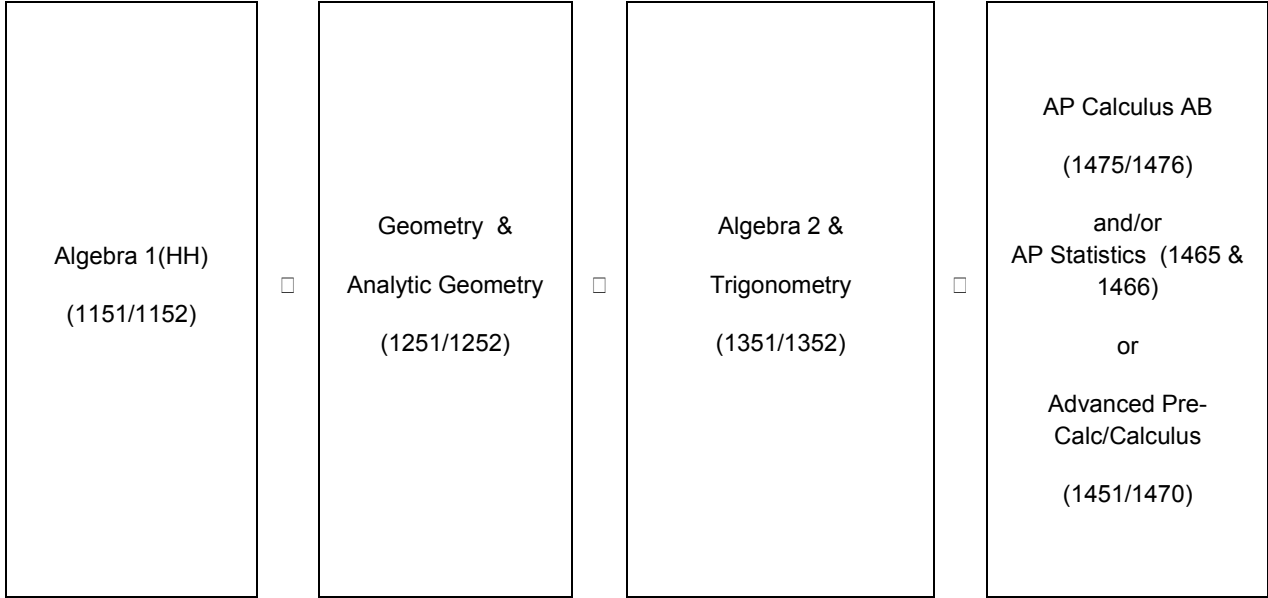 Algebra 1(HH)
(1151/1152)
Geometry &
Analytic Geometry
(1251/1252)
Algebra 2 &
Trigonometry
(1351/1352)
AP Calculus AB
(1475/1476)
and/or
AP Statistics (1465 &
1466)
or
Advanced Pre-
Calc/Calculus
(1451/1470)